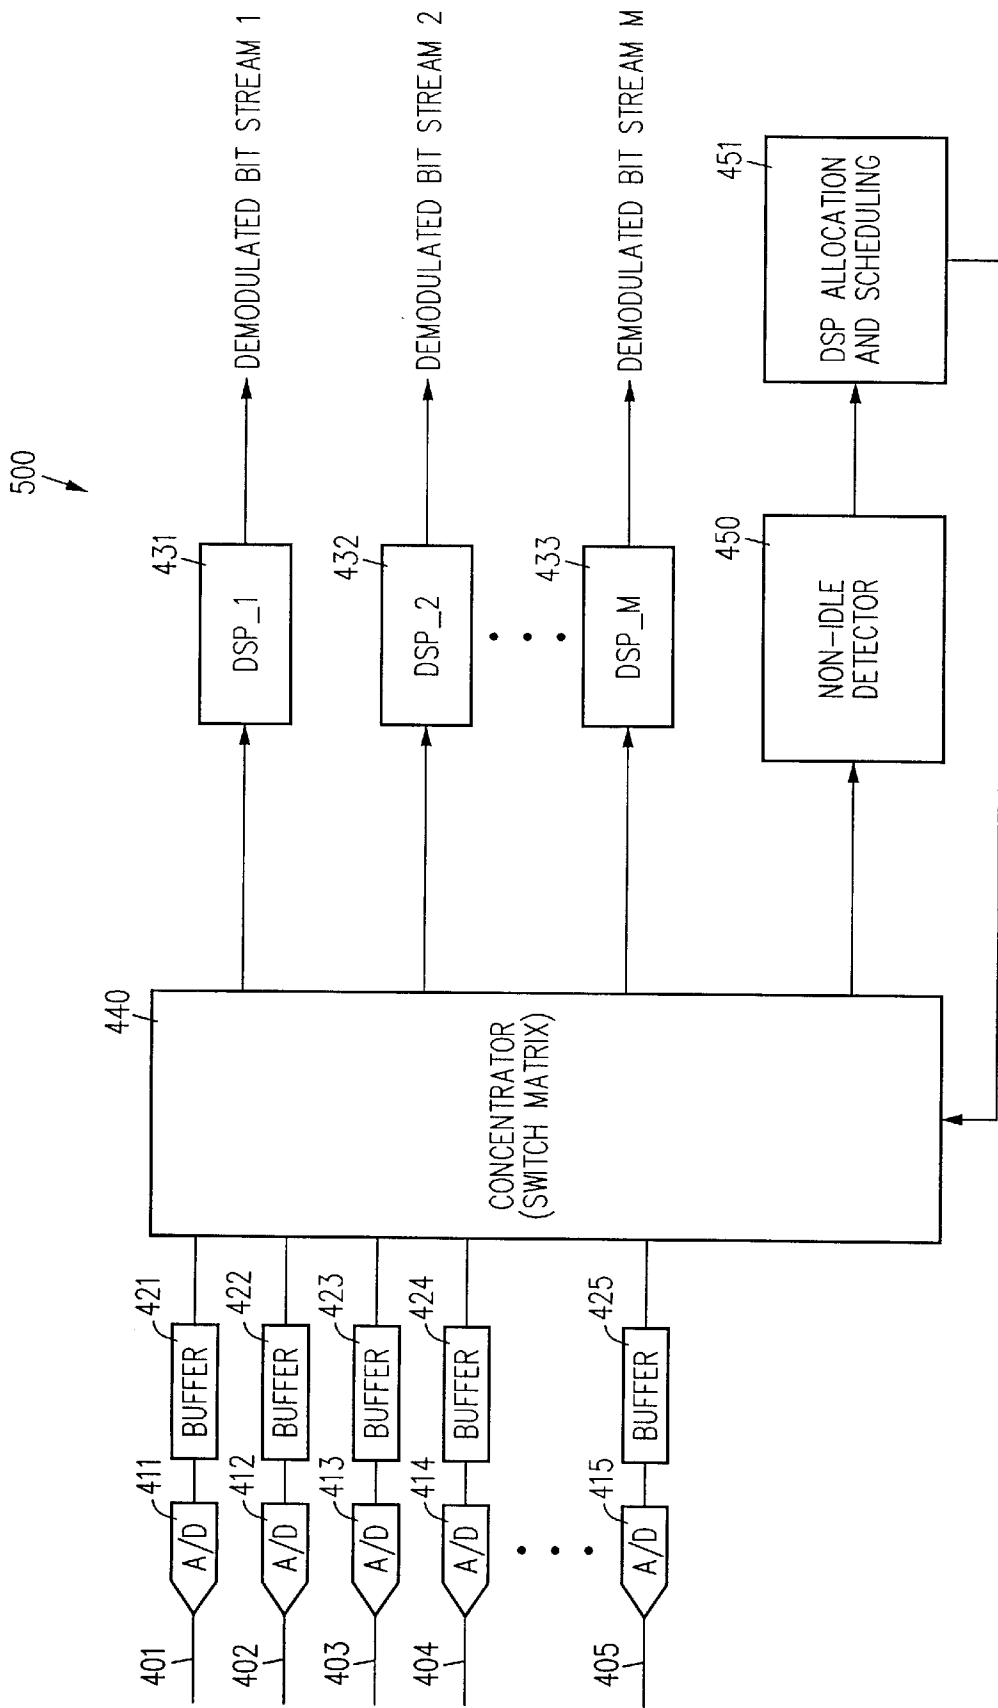 500
401
402
403
404
405
411
412
413
414
415
A/D
A/D
A/D
A/D
A/D
421
422
423
424
425
BUFFER
BUFFER
BUFFER
BUFFER
BUFFER
440
CONCENTRATOR
(SWITCH MATRIX)
431
DSP_1
DEMODULATED BIT STREAM 1
432
DSP_2
DEMODULATED BIT STREAM 2
433
DSP_M
DEMODULATED BIT STREAM M
450
NON-IDLE
DETECTOR
451
DSP ALLOCATION
AND SCHEDULING